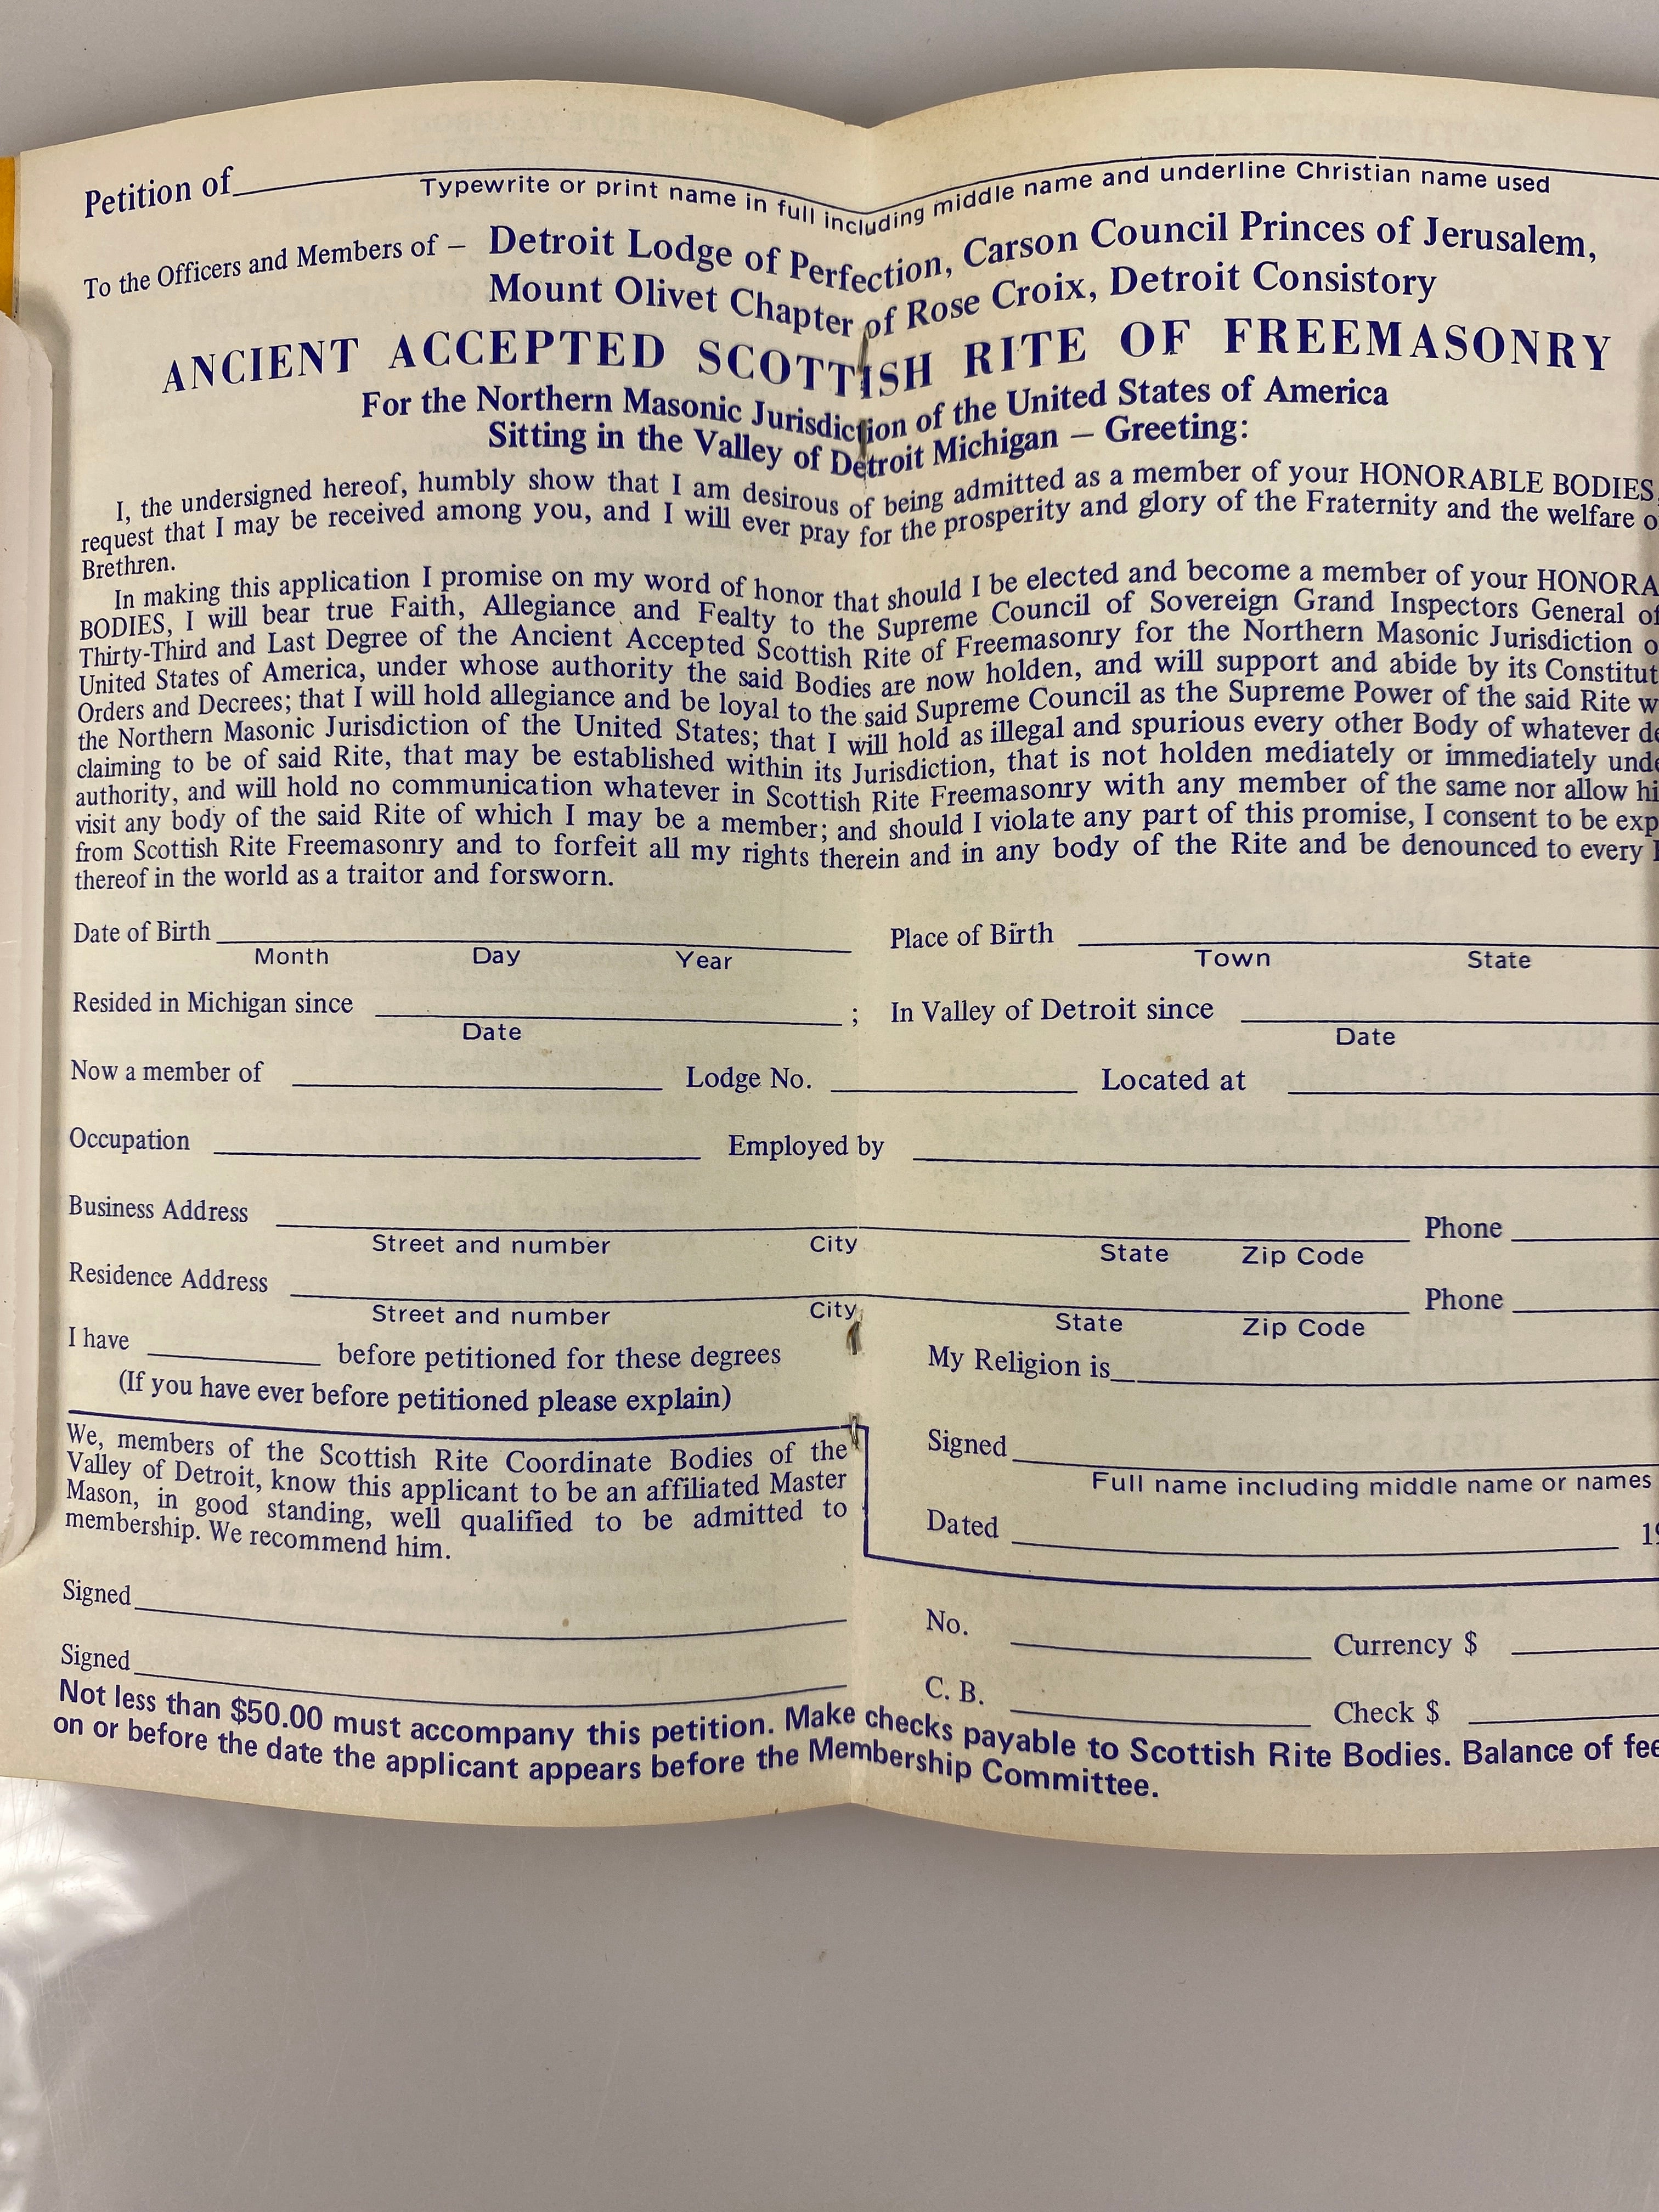 Petition of
Typewrite or print name in full including middle name and underline Christian name used
To the Officers and Members of – Detroit Lodge of Perfection, Carson Council Princes of Jerusalem,
Mount Olivet Chapter of Rose Croix, Detroit Consistory
ANCIENT ACCEPTED SCOTTISH RITE OF FREEMASONRY
For the Northern Masonic Jurisdiction of the United States of America
Sitting in the Valley of Detroit Michigan – Greeting:
I, the undersigned hereof, humbly show that I am desirous of being admitted as a member of your HONORABLE BODIES,
request that I may be received among you, and I will ever pray for the prosperity and glory of the Fraternity and the welfare
Brethren.
In making this application I promise on my word of honor that should I be elected and become a member of your
BODIES, I will bear true Faith, Allegiance and Fealty to the Supreme Council of Sovereign Grand Inspectors General of
Thirty-Third and Last Degree of the Ancient Accepted Scottish Rite of Freemasonry for the Northern Masonic Jurisdiction
United States of America, under whose authority the said Bodies are now holden, and will support and abide by its
Orders and Decrees; that I will hold allegiance and be loyal to the said Supreme Council as the Supreme Power of the said Rite
the Northern Masonic Jurisdiction of the United States; that I will hold as illegal and spurious every other Body of whatever
claiming to be of said Rite, that may be established within its Jurisdiction, that is not holden mediately or immediately
authority, and will hold no communication whatever in Scottish Rite Freemasonry with any member of the same nor allow
visit any body of the said Rite of which I may be a member; and should I violate any part of this promise, I consent to be
from Scottish Rite Freemasonry and to forfeit all my rights therein and in any body of the Rite and be denounced to every
thereof in the world as a traitor and forsworn.
Date of Birth Place of Birth
Month Day Year Town State
Resided in Michigan since ; In Valley of Detroit since
Date Date
Now a member of Lodge No. Located at
Occupation Employed by
Business Address Phone
Street and number City State Zip Code
Residence Address Phone
Street and number City State Zip Code
I have before petitioned for these degrees
(If you have ever before petitioned please explain)
My Religion is
We, members of the Scottish Rite Coordinate Bodies of the
Valley of Detroit, know this applicant to be an affiliated Master
Mason, in good standing, well qualified to be admitted to
membership. We recommend him.
Signed
Full name including middle name or names
Dated
Signed
Signed
No. Currency $
C. B. Check $
Not less than $50.00 must accompany this petition. Make checks payable to Scottish Rite Bodies. Balance of
on or before the date the applicant appears before the Membership Committee.